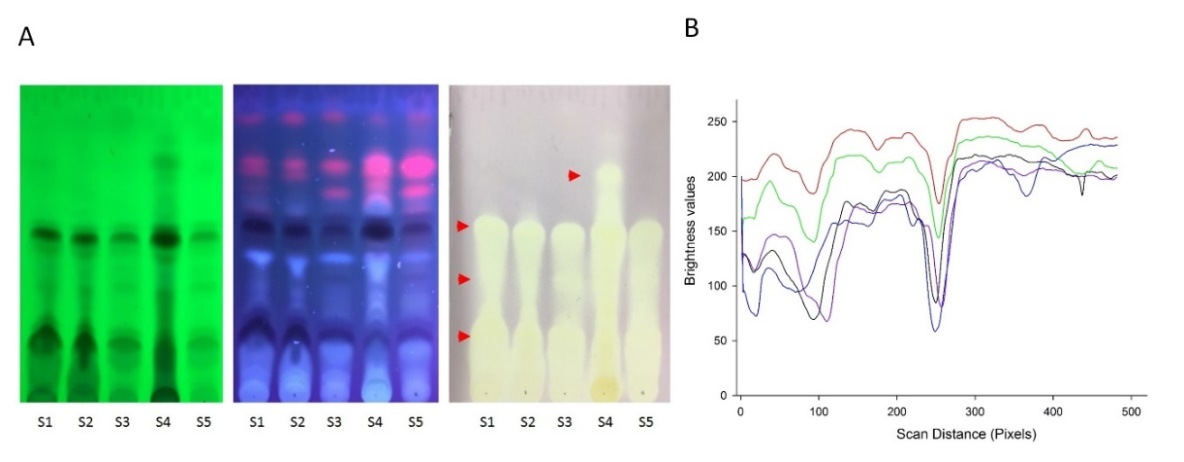 A
S1 S2 S3 S4 S5
S1 S2 S3 S4 S5
S1 S2 S3 S4 S5
B
Brightness values
250
200
150
100
50
0
0 100 200 300 400 500
Scan Distance (Pixels)